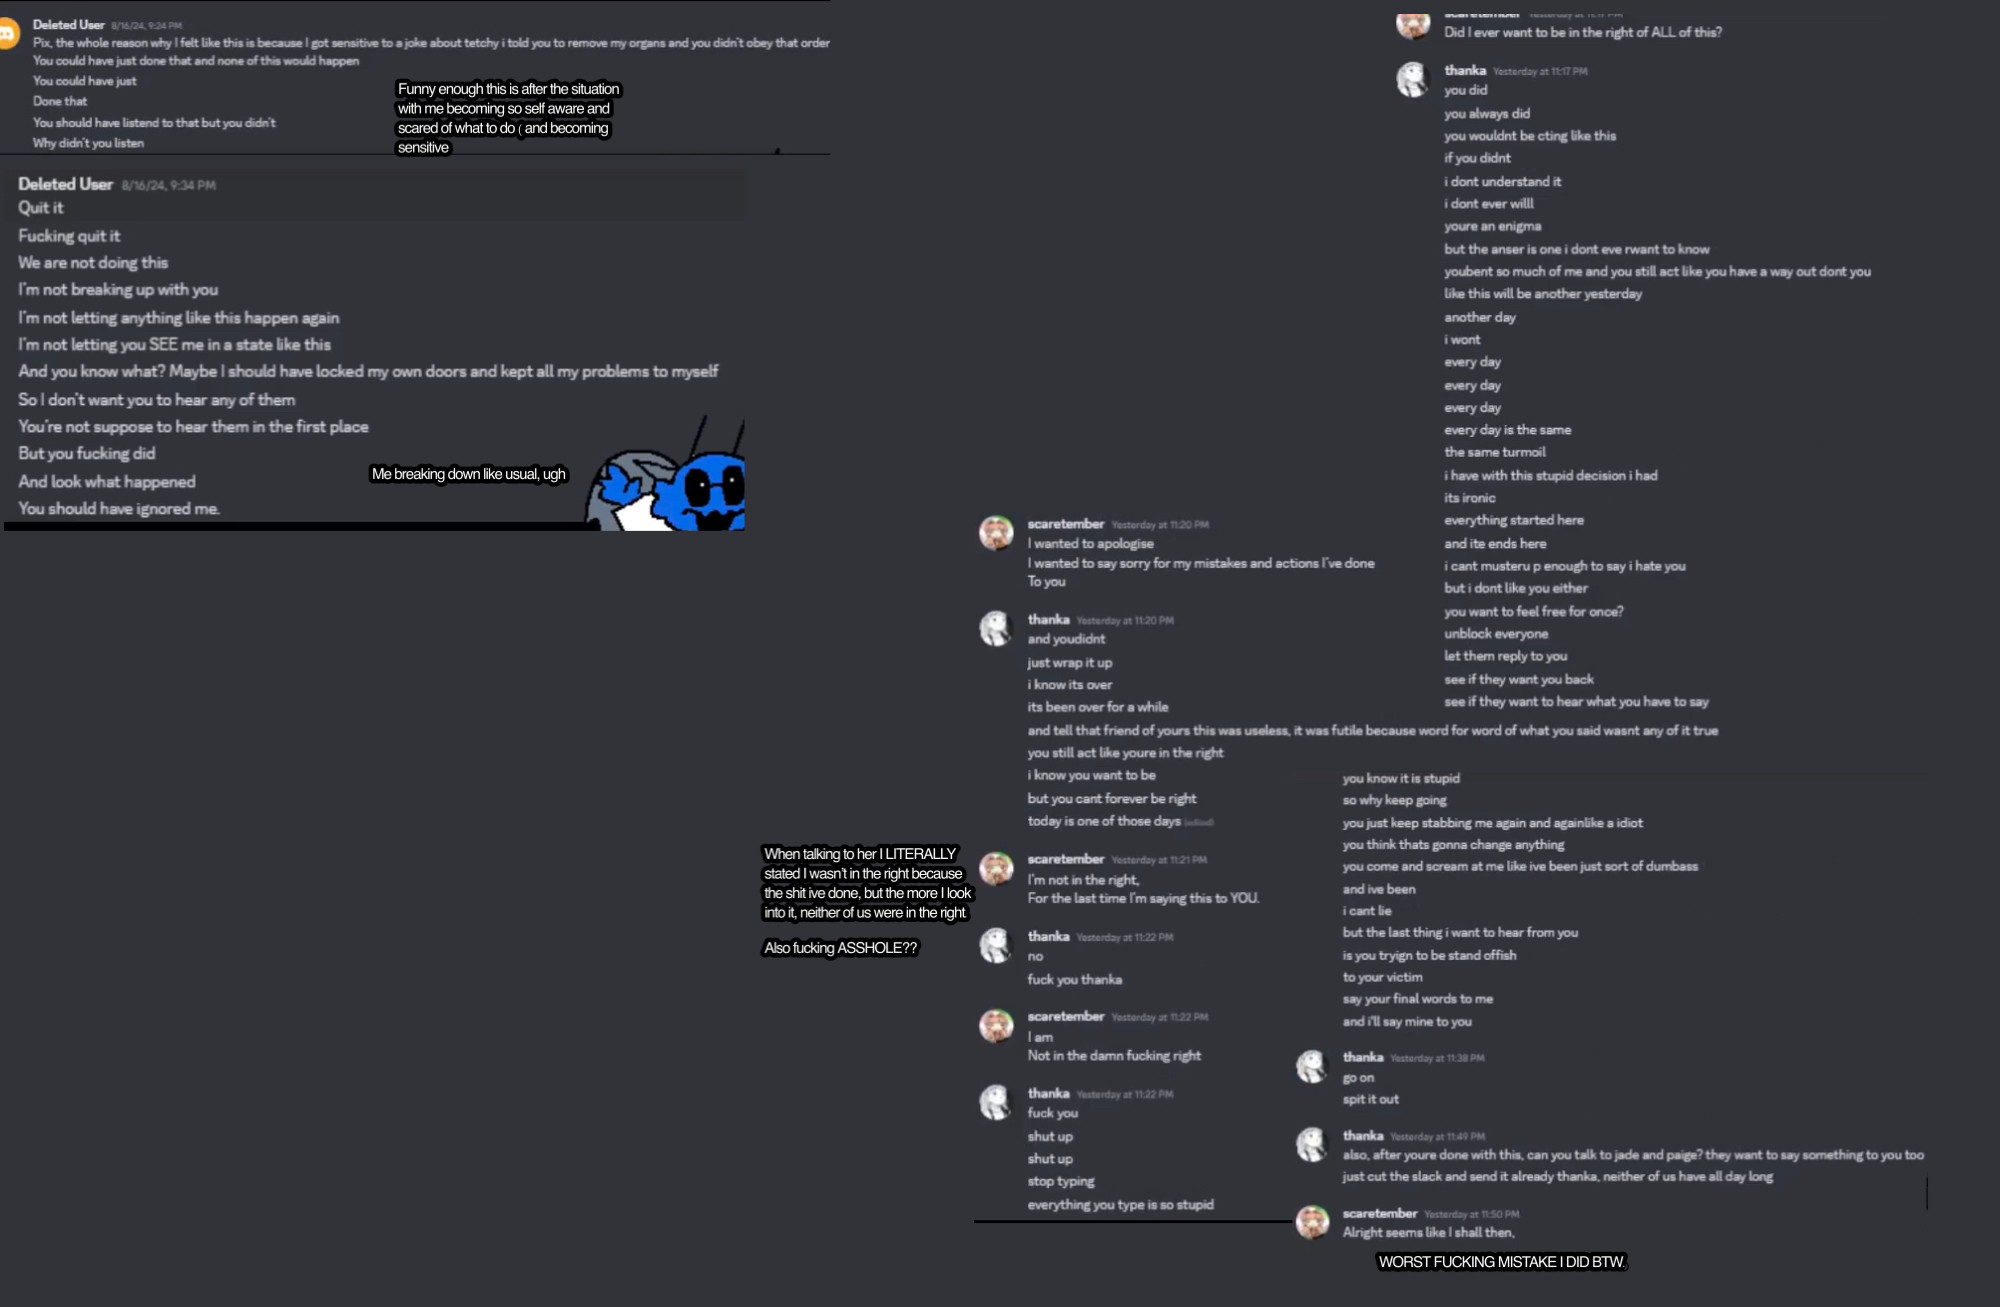 Deleted User 8/16/24, 9:24 PM
Pix, the whole reason why I felt like this is because I got sensitive to a joke about tetchy i told you to remove my organs and you didn't obey that order
You could have just done that and none of this would happen
You could have just
Done that
You should have listend to that but you didn't
Why didn't you listen
Funny enough this is after the situation
with me becoming so self aware and
scared of what to do ( and becoming
sensitive
Deleted User 8/16/24, 9:34 PM
Quit it
Fucking quit it
We are not doing this
I'm not breaking up with you
I'm not letting anything like this happen again
I'm not letting you SEE me in a state like this
And you know what? Maybe I should have locked my own doors and kept all my problems to myself
So I don't want you to hear any of them
You're not suppose to hear them in the first place
But you fucking did
And look what happened
You should have ignored me.
Me breaking down like usual, ugh
scaretember Yesterday at 11:17 PM
Did I ever want to be in the right of ALL of this?
thanka Yesterday at 11:17 PM
you did
you always did
you wouldnt be cting like this
if you didnt
i dont understand it
i dont ever willl
youre an enigma
but the anser is one i dont eve rwant to know
youbent so much of me and you still act like you have a way out dont you
like this will be another yesterday
another day
i wont
every day
every day
every day
every day is the same
the same turmoil
i have with this stupid decision i had
its ironic
everything started here
and ite ends here
i cant musteru p enough to say i hate you
but i dont like you either
you want to feel free for once?
unblock everyone
let them reply to you
see if they want you back
see if they want to hear what you have to say
scaretember Yesterday at 11:20 PM
I wanted to apologise
I wanted to say sorry for my mistakes and actions I've done
To you
thanka Yesterday at 11:20 PM
and youdidnt
just wrap it up
i know its over
its been over for a while
and tell that friend of yours this was useless, it was futile because word for word of what you said wasnt any of it true
you still act like youre in the right
i know you want to be
but you cant forever be right
today is one of those days (edited)
scaretember Yesterday at 11:21 PM
I'm not in the right,
For the last time I'm saying this to YOU.
thanka Yesterday at 11:22 PM
no
fuck you thanka
scaretember Yesterday at 11:22 PM
I am
Not in the damn fucking right
thanka Yesterday at 11:22 PM
fuck you
shut up
shut up
stop typing
everything you type is so stupid
When talking to her I LITERALLY
stated I wasn't in the right because
the shit ive done, but the more I look
into it, neither of us were in the right
Also fucking ASSHOLE??
you know it is stupid
so why keep going
you just keep stabbing me again and againlike a idiot
you think thats gonna change anything
you come and scream at me like ive been just sort of dumbass
and ive been
i cant lie
but the last thing i want to hear from you
is you tryign to be stand offish
to your victim
say your final words to me
and i'll say mine to you
thanka Yesterday at 11:38 PM
go on
spit it out
thanka Yesterday at 11:49 PM
also, after youre done with this, can you talk to jade and paige? they want to say something to you too
just cut the slack and send it already thanka, neither of us have all day long
scaretember Yesterday at 11:50 PM
Alright seems like I shall then,
WORST FUCKING MISTAKE I DID BTW.